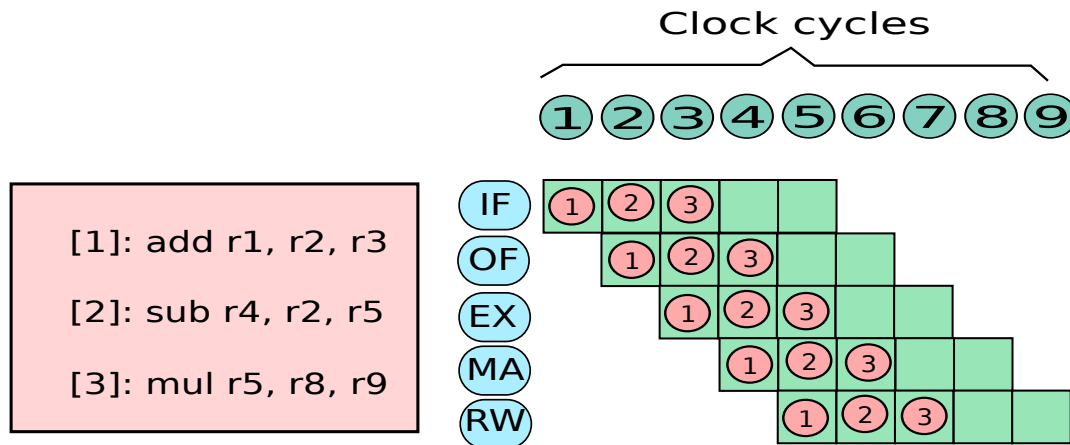 Clock cycles
1 2 3 4 5 6 7 8 9
IF 1 2 3
[1]: add r1, r2, r3
OF 1 2 3
[2]: sub r4, r2, r5
EX 1 2 3
MA 1 2 3
[3]: mul r5, r8, r9
RW 1 2 3